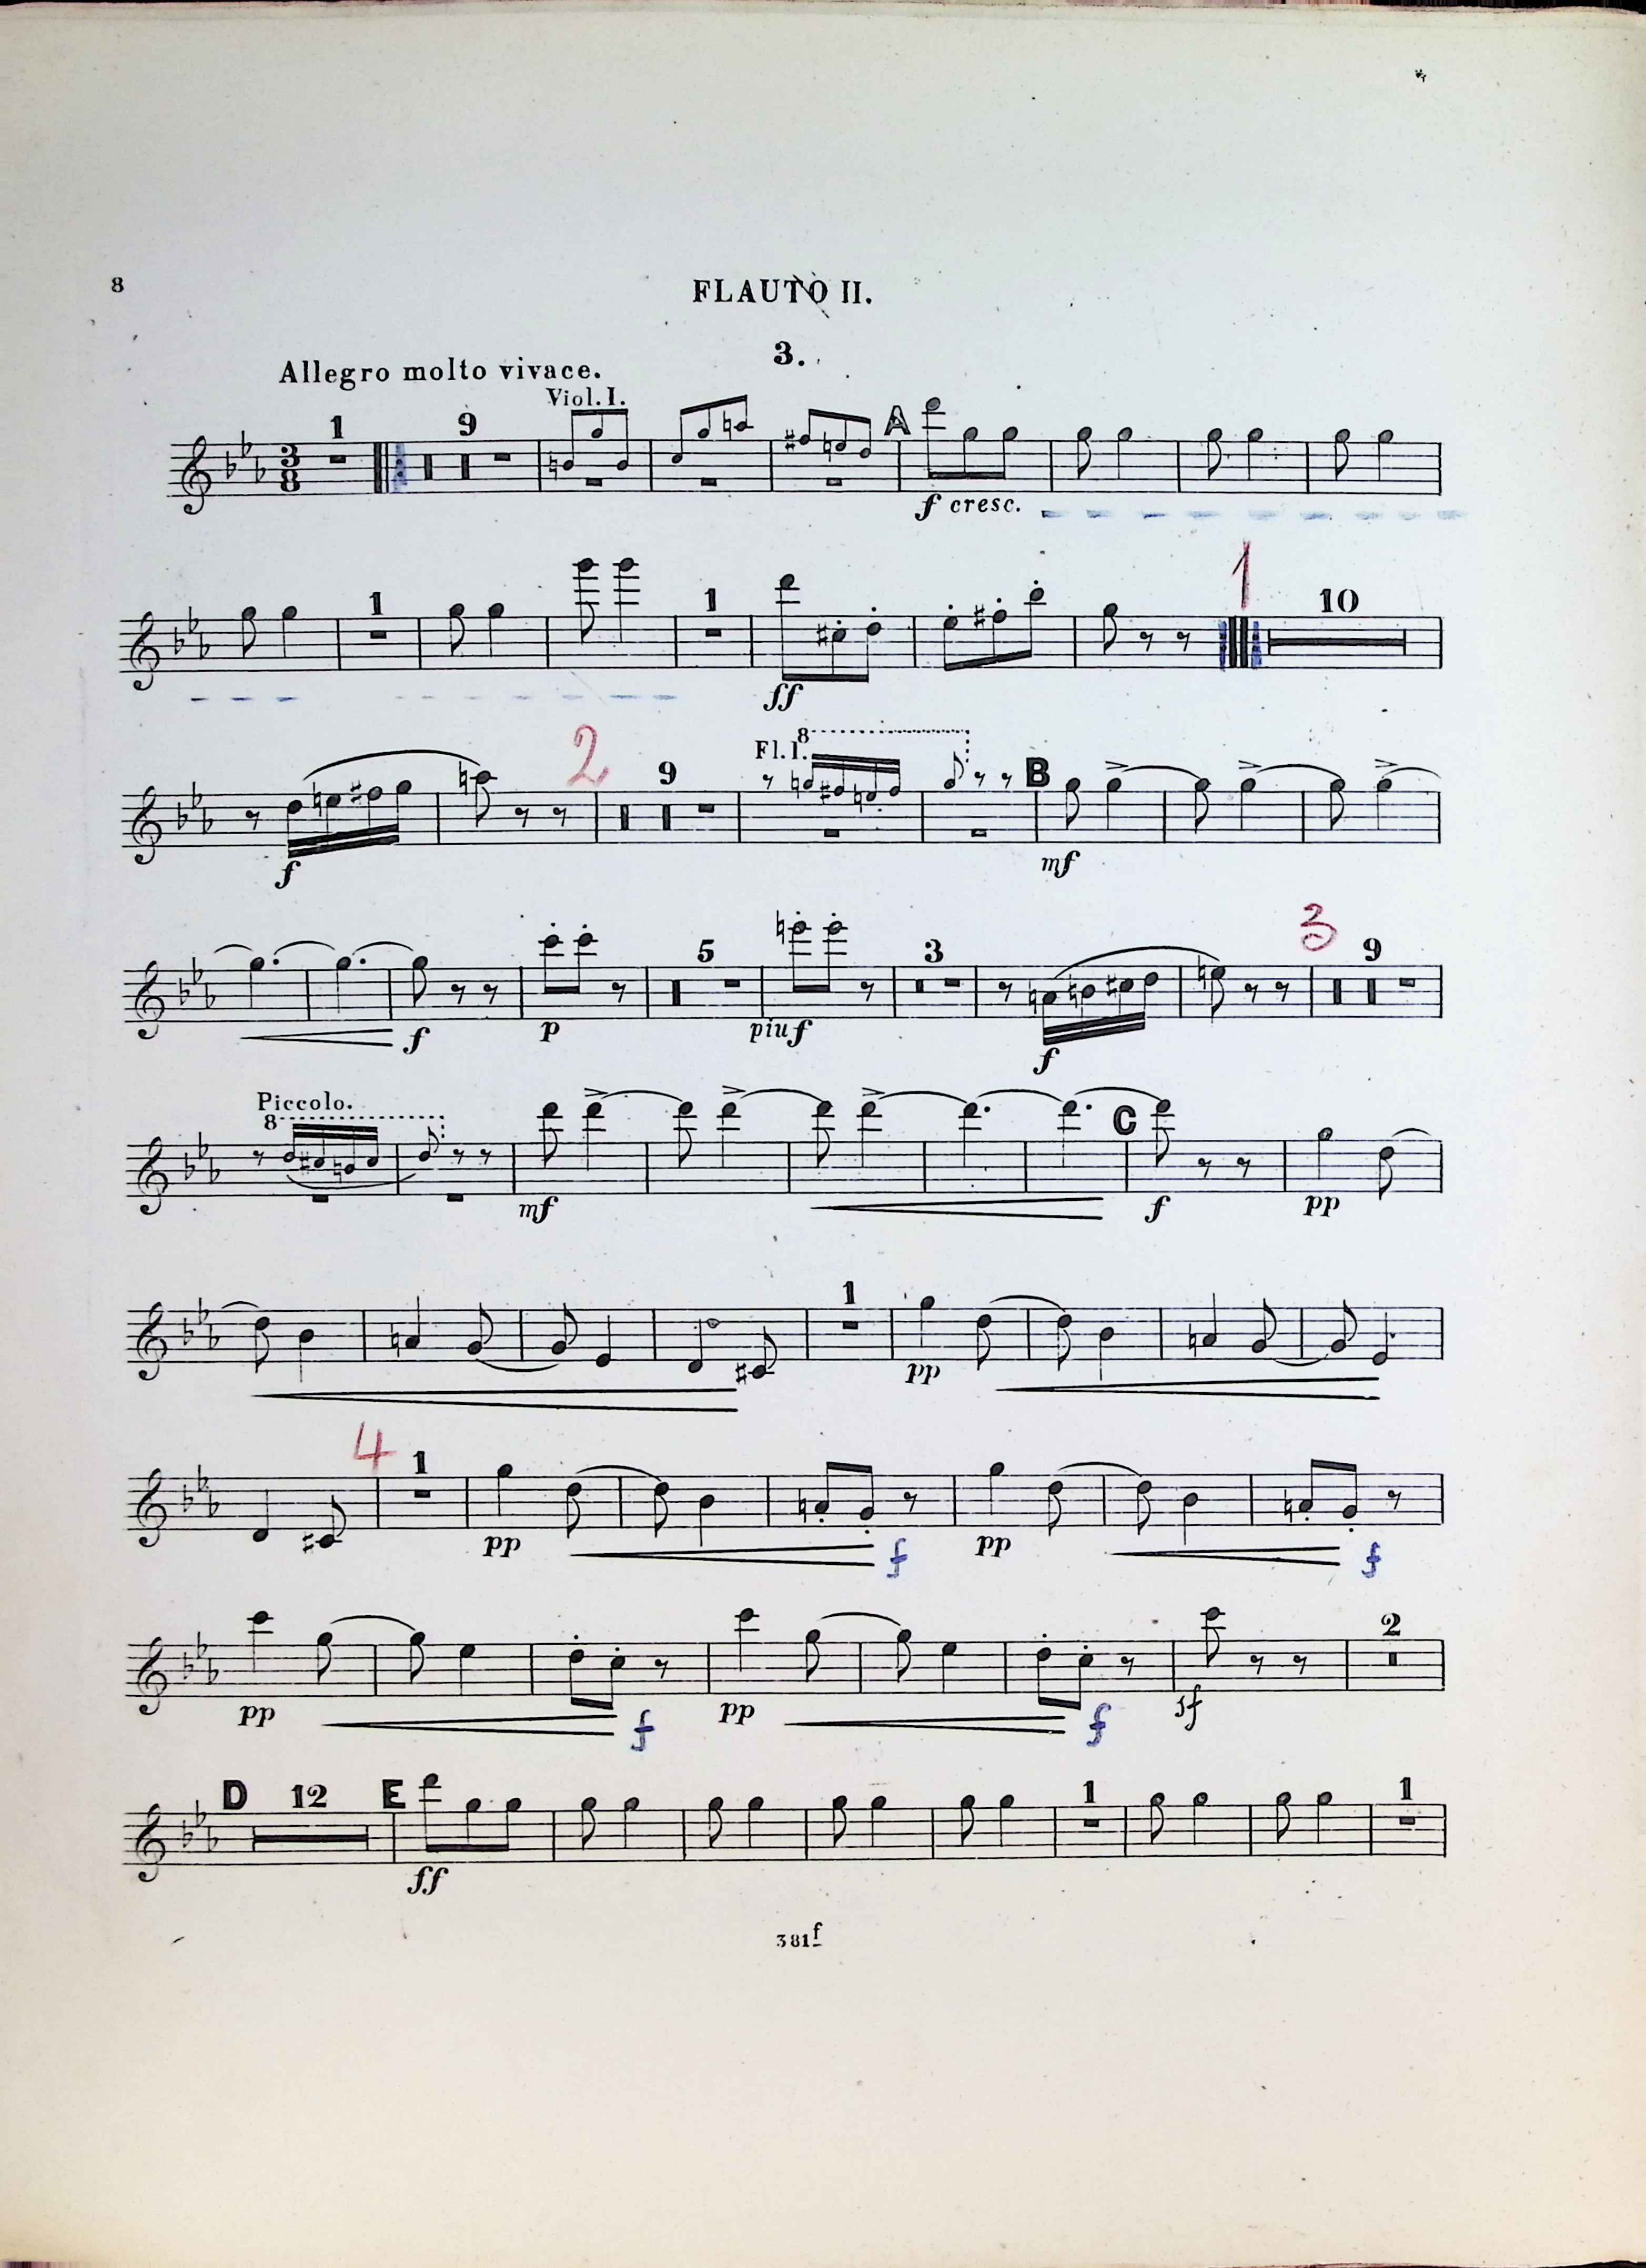 8
FLAUTO II.
3.
Allegro molto vivace.
Viol. I.
1 9 A
3
8
f cresc.
1 1 1 10
ff
2 9 Fl. I. 8 B
f mf
5 3 3 9
f p piu f f
Piccolo.
8 C
mf f pp
1
pp
4 1
pp f pp f
2
pp f pp f sf
D 12 E 1 1
ff
381f